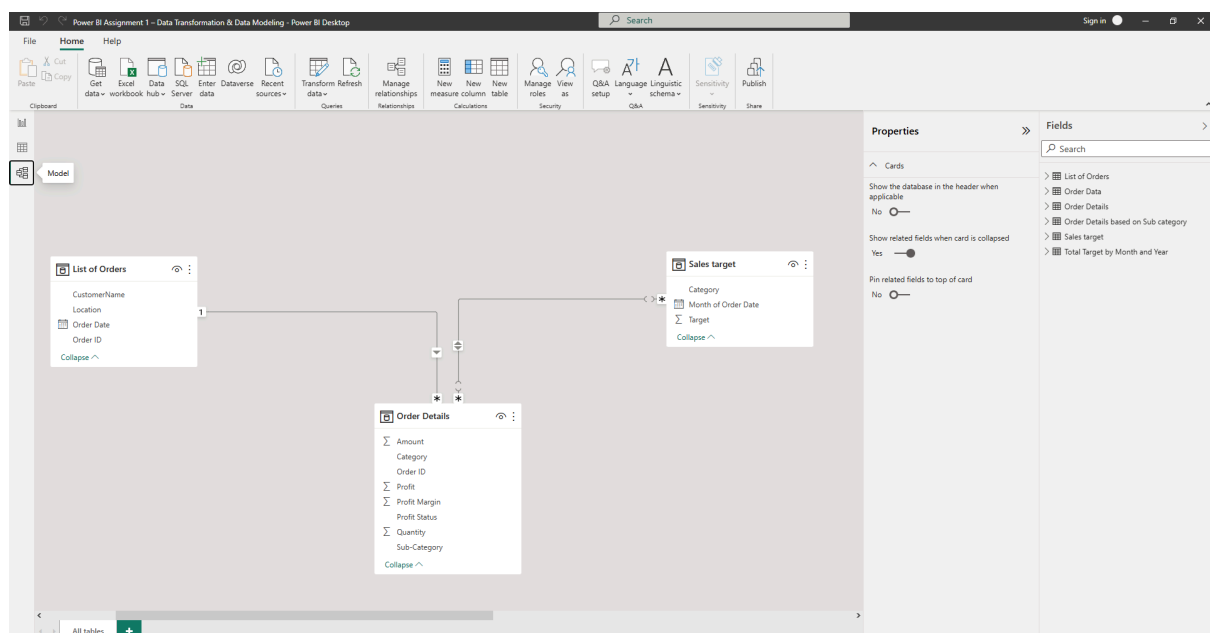 Power BI Assignment 1 – Data Transformation & Data Modeling - Power BI Desktop
Search
Sign in
File Home Help
Paste
Cut
Copy
Clipboard
Get data
Excel workbook
Data hub
SQL Server
Enter data
Dataverse
Recent sources
Data
Transform data
Refresh
Queries
Manage relationships
Relationships
New measure
New column
New table
Calculations
Manage roles
View as
Security
Q&A setup
Language
Linguistic schema
Q&A
Sensitivity
Sensitivity
Publish
Share
Model
List of Orders
CustomerName
Location
Order Date
Order ID
Collapse
1
*
*
*
Sales target
Category
Month of Order Date
Target
Collapse
Order Details
Amount
Category
Order ID
Profit
Profit Margin
Profit Status
Quantity
Sub-Category
Collapse
Properties
Cards
Show the database in the header when
applicable
No
Show related fields when card is collapsed
Yes
Pin related fields to top of card
No
Fields
Search
List of Orders
Order Data
Order Details
Order Details based on Sub category
Sales target
Total Target by Month and Year
All tables
+